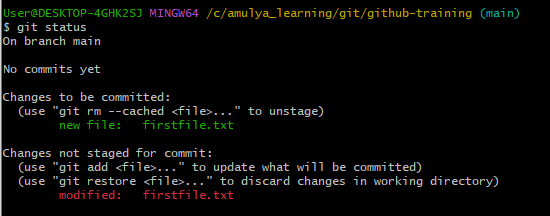 User@DESKTOP-4GHK2SJ MINGW64 /c/amulya_learning/git/github-training (main)
$ git status
On branch main
No commits yet
Changes to be committed:
(use "git rm --cached <file>..." to unstage)
new file:   firstfile.txt
Changes not staged for commit:
(use "git add <file>..." to update what will be committed)
(use "git restore <file>..." to discard changes in working directory)
modified:   firstfile.txt